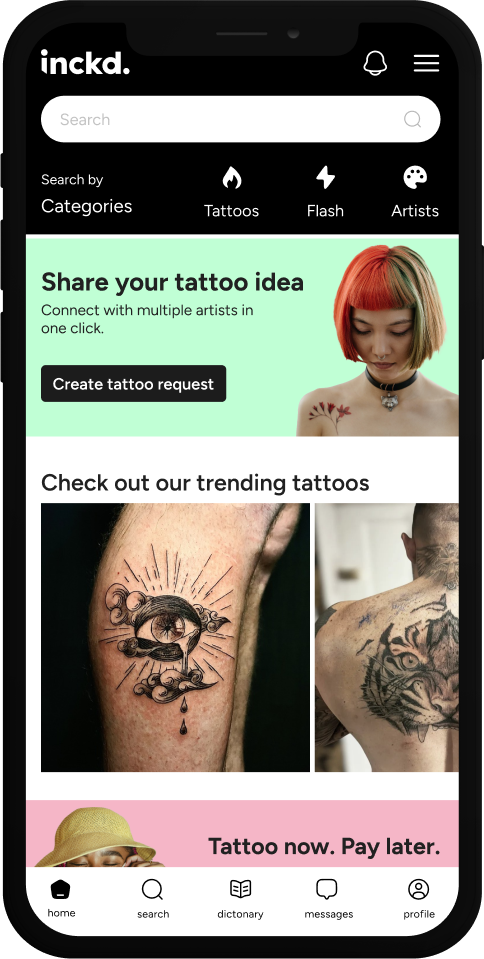 inckd.
Search
Search by
Categories
Tattoos
Flash
Artists
Share your tattoo idea
Connect with multiple artists in
one click.
Create tattoo request
Check out our trending tattoos
Tattoo now. Pay later.
home
search
dictonary
messages
profile